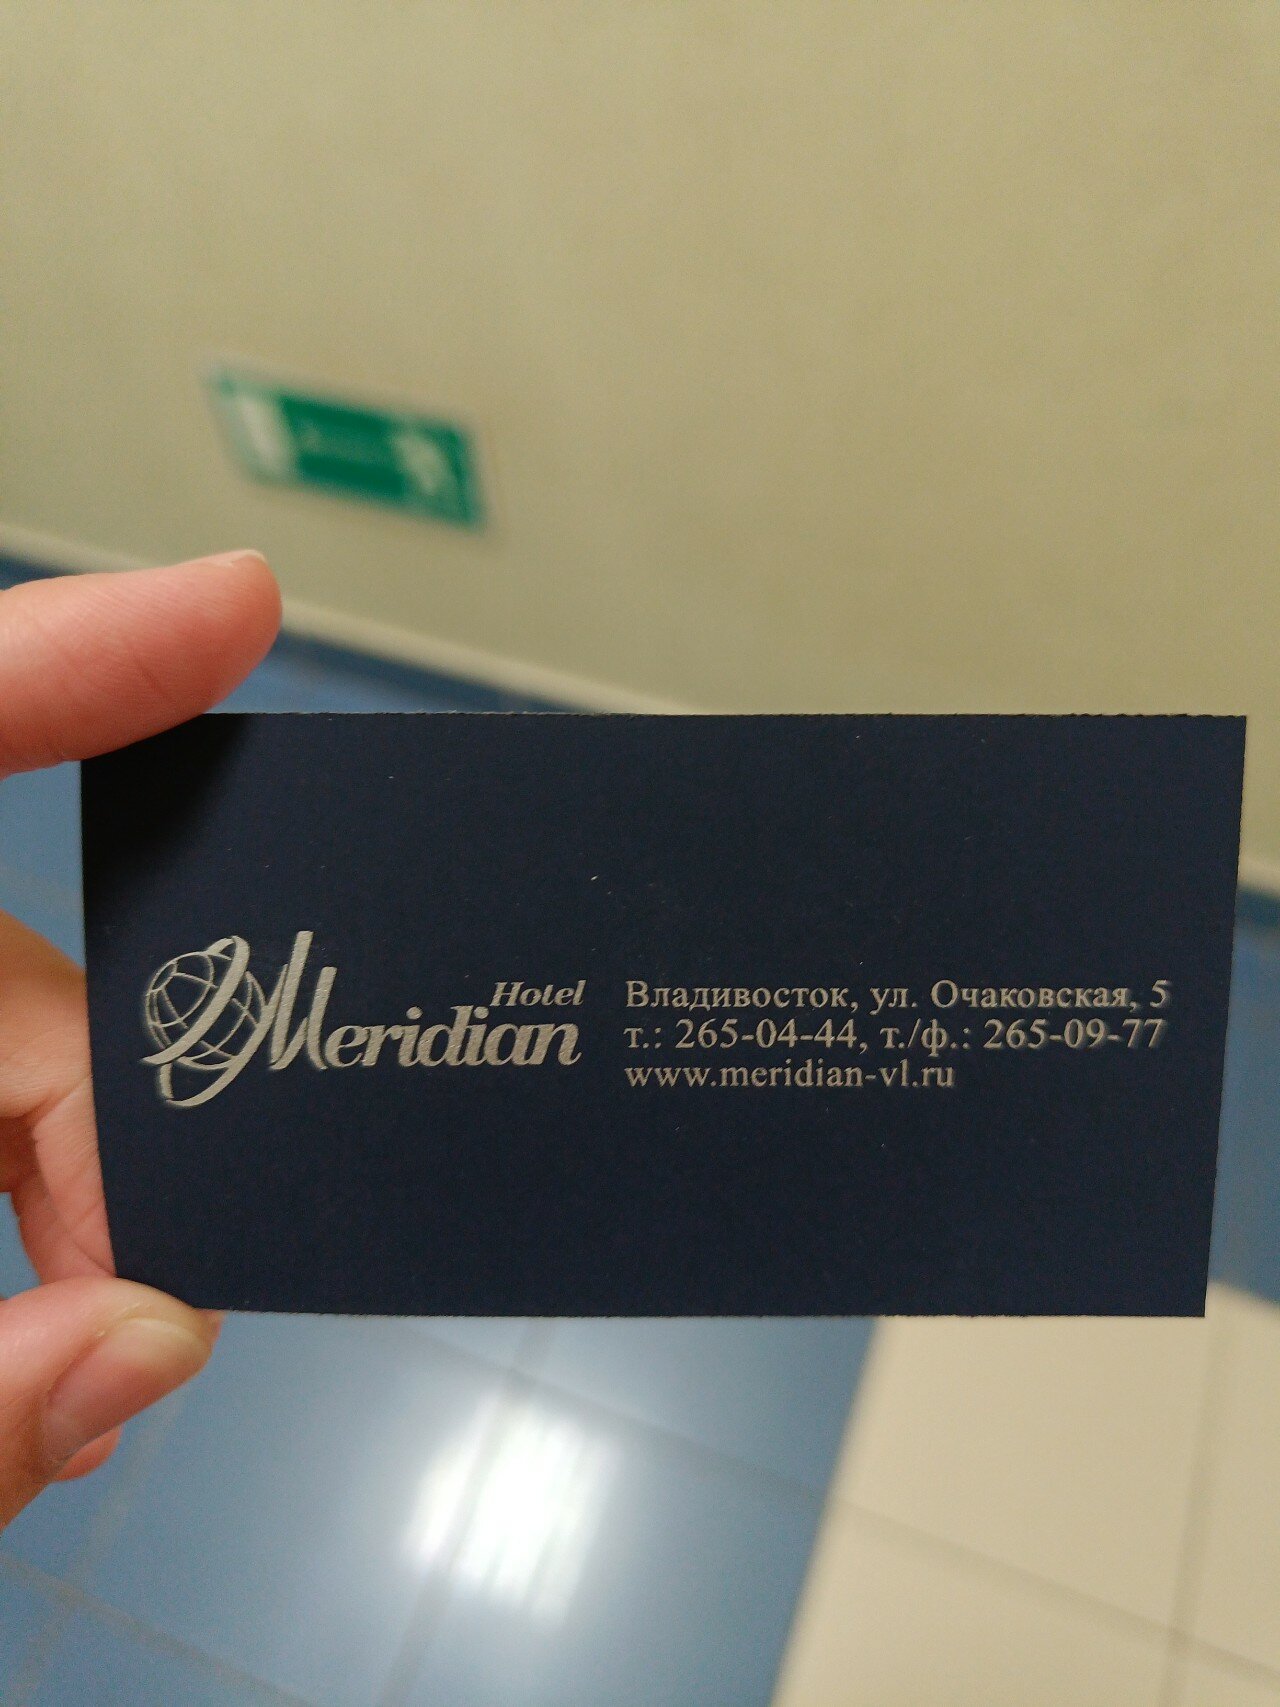 Hotel
Meridian
Владивосток, ул. Очаковская, 5
т.: 265-04-44, т./ф.: 265-09-77
www.meridian-vl.ru